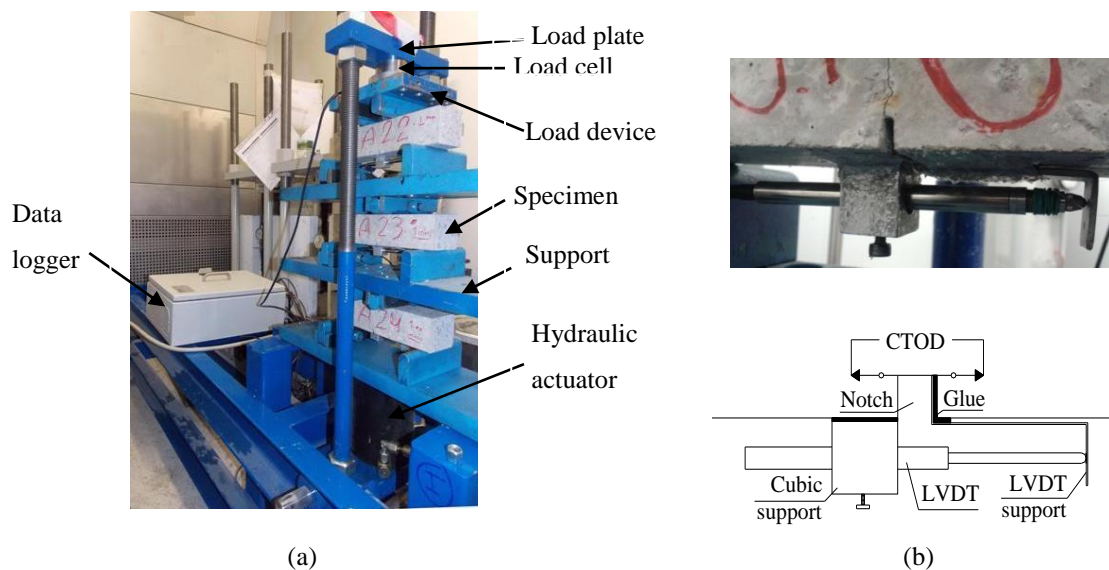 Load plate
Load cell
Load device
Specimen
Support
Hydraulic
actuator
Data
logger
A22
A23
A24
(a)
CTOD
Notch
Glue
Cubic
support
LVDT
LVDT
support
(b)